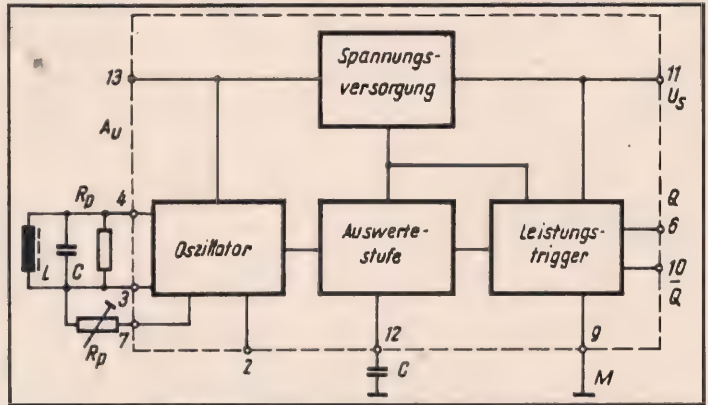 Spannungs-
versorgung
13
11
U_S
A_U
4
R_p
L
C
3
7
R_p
Oszillator
Auswerte-
stufe
Leistungs-
trigger
Q
6
10
Q̅
2
12
C
9
M